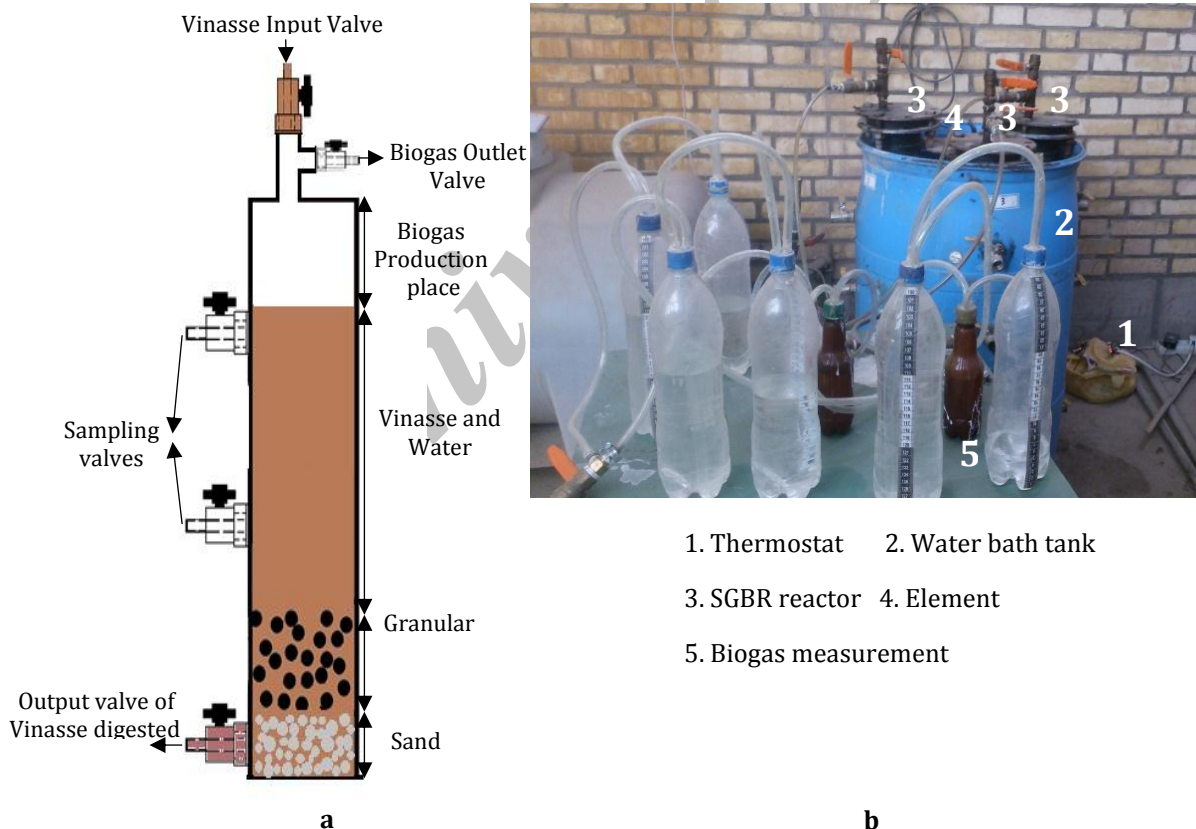 Vinasse Input Valve
Biogas Outlet
Valve
Biogas
Production
place
Sampling
valves
Vinasse and
Water
Granular
Output valve of
Vinasse digested
Sand
a
3
3
4
3
2
1
5
1. Thermostat 2. Water bath tank
3. SGBR reactor 4. Element
5. Biogas measurement
b